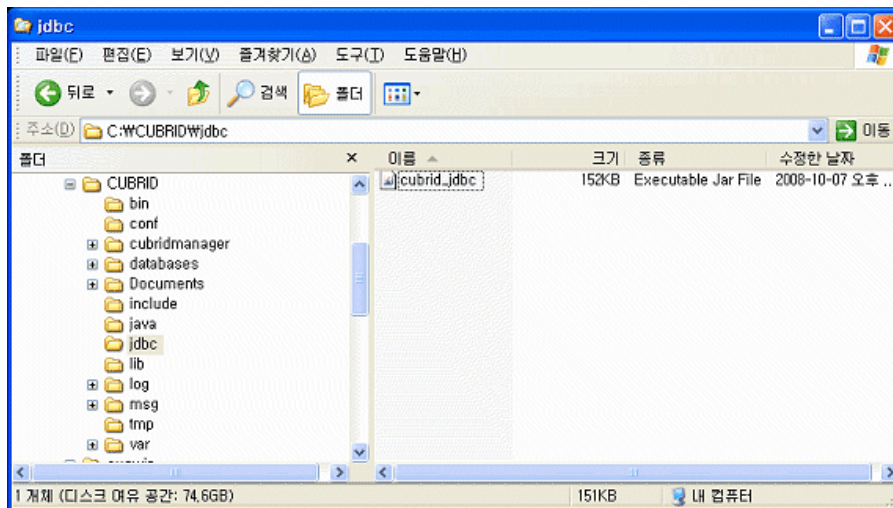 jdbc
파일(F) 편집(E) 보기(V) 즐겨찾기(A) 도구(T) 도움말(H)
뒤로 검색 폴더
주소(D) C:₩CUBRID₩jdbc 이동
폴더 이름 크기 종류 수정한 날짜
CUBRID cubrid_jdbc 152KB Executable Jar File 2008-10-07 오후 ..
bin
conf
cubridmanager
databases
Documents
include
java
jdbc
lib
log
msg
tmp
var
1 개체 (디스크 여유 공간: 74,6GB) 151KB 내 컴퓨터